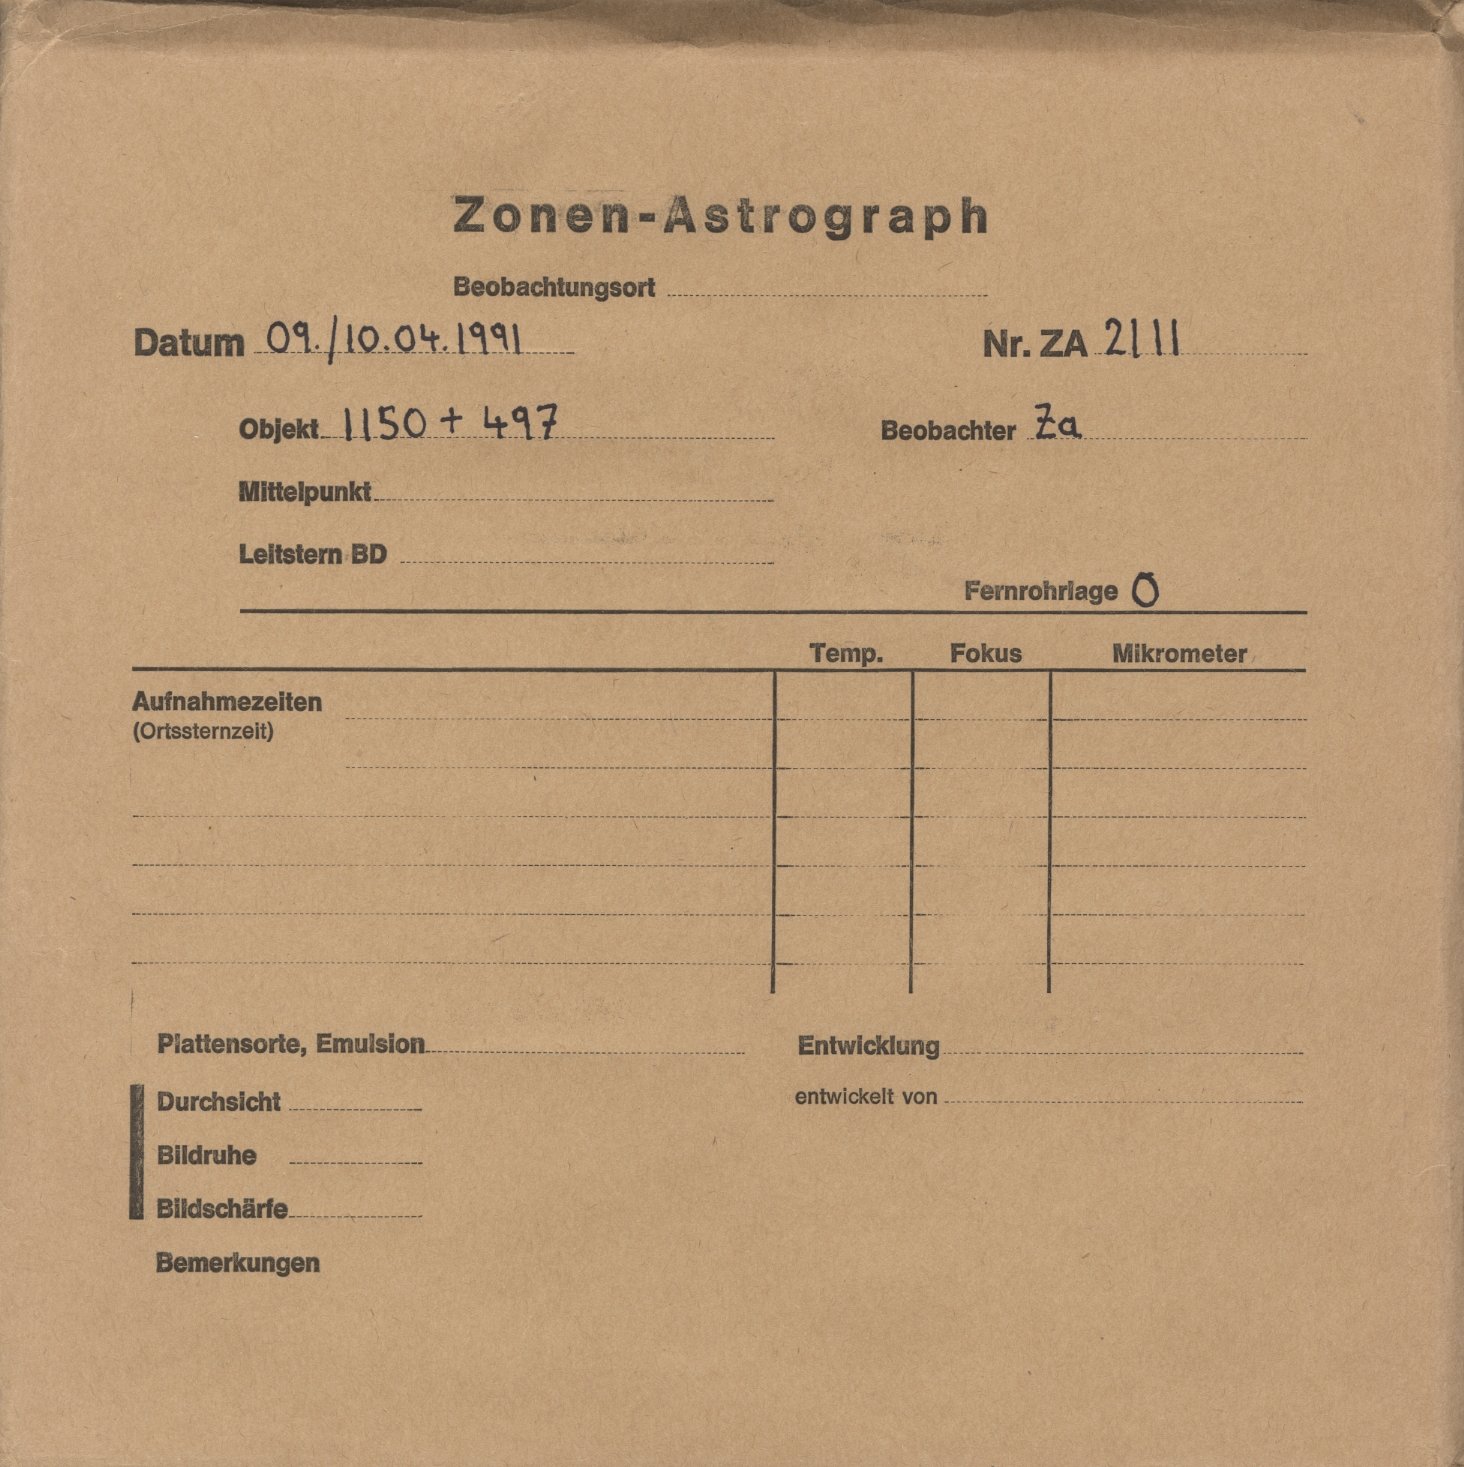 Zonen-Astrograph
Beobachtungsort
Datum 09./10.04.1991 Nr. ZA 2111
Objekt 1150 + 497 Beobachter Za
Mittelpunkt
Leitstern BD
Fernrohrlage O
Temp. Fokus Mikrometer
Aufnahmezeiten
(Ortssternzeit)
Plattensorte, Emulsion Entwicklung
Durchsicht entwickelt von
Bildruhe
Bildschärfe
Bemerkungen